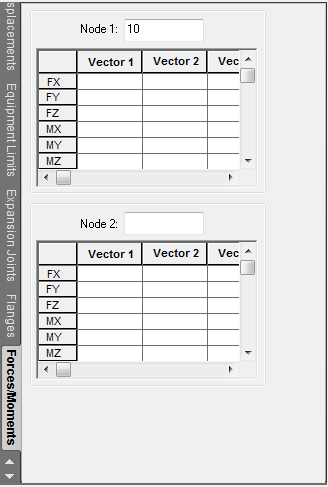 splacements
Equipment Limits
Expansion Joints
Flanges
Forces/Moments
Node 1: 10
Vector 1 Vector 2 Vec
FX
FY
FZ
MX
MY
MZ
Node 2:
Vector 1 Vector 2 Vec
FX
FY
FZ
MX
MY
MZ